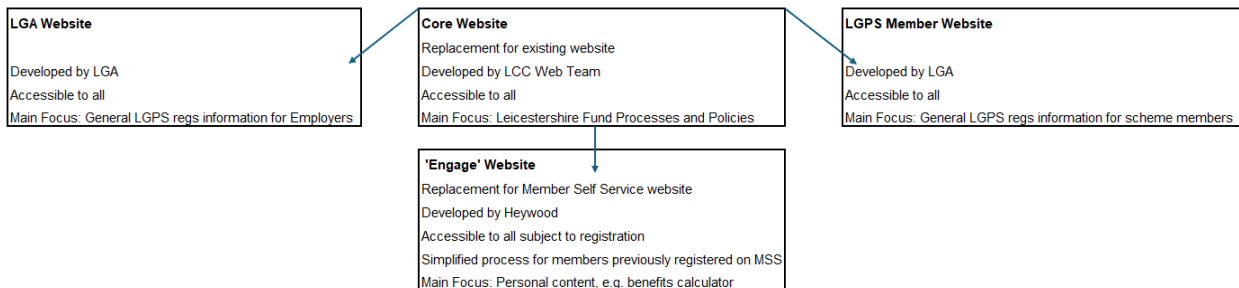 LGA Website
Developed by LGA
Accessible to all
Main Focus: General LGPS regs information for Employers
Core Website
Replacement for existing website
Developed by LCC Web Team
Accessible to all
Main Focus: Leicestershire Fund Processes and Policies
LGPS Member Website
Developed by LGA
Accessible to all
Main Focus: General LGPS regs information for scheme members
'Engage' Website
Replacement for Member Self Service website
Developed by Heywood
Accessible to all subject to registration
Simplified process for members previously registered on MSS
Main Focus: Personal content, e.g. benefits calculator